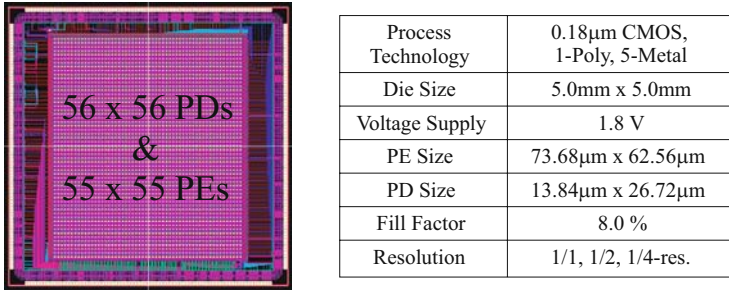 56 x 56 PDs
&
55 x 55 PEs
Process Technology
0.18μm CMOS,
1-Poly, 5-Metal
Die Size
5.0mm x 5.0mm
Voltage Supply
1.8 V
PE Size
73.68μm x 62.56μm
PD Size
13.84μm x 26.72μm
Fill Factor
8.0 %
Resolution
1/1, 1/2, 1/4-res.